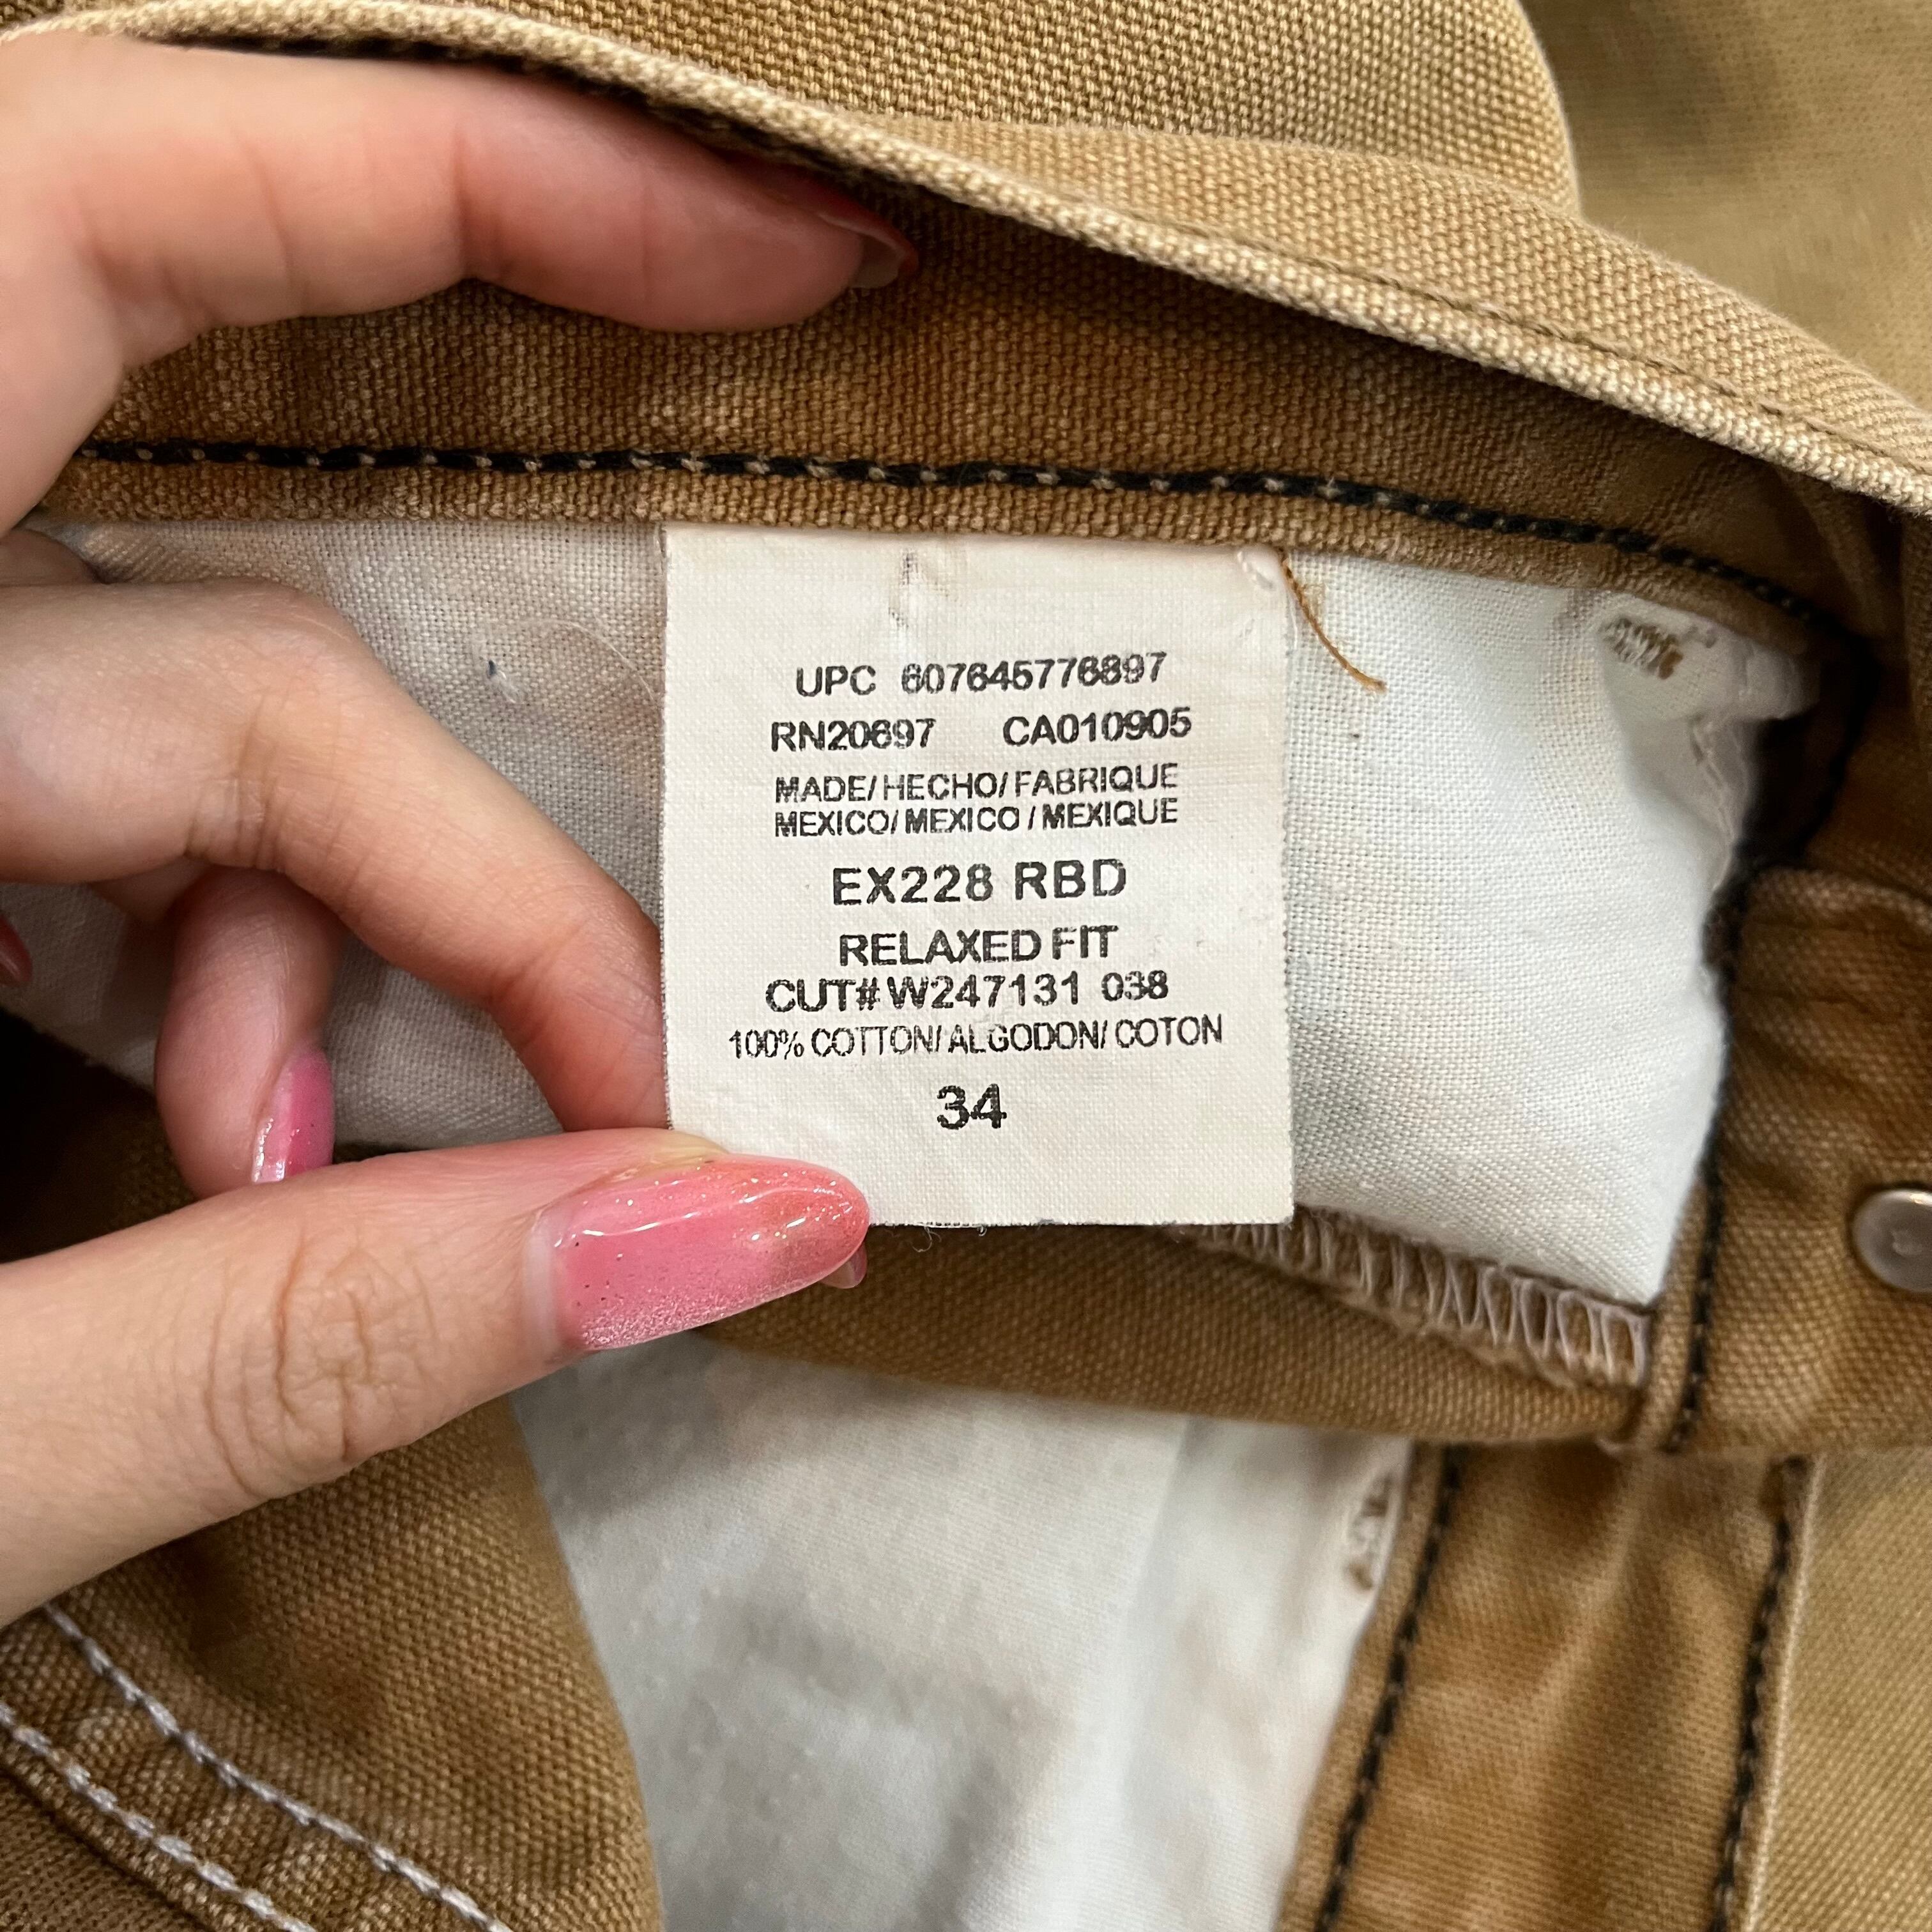 UPC 607645776897
RN20697 CA010905
MADE/HECHO/FABRIQUE
MEXICO/MEXICO/MEXIQUE
EX228 RBD
RELAXED FIT
CUT# W247131 038
100% COTTON/ALGODON/COTON
34